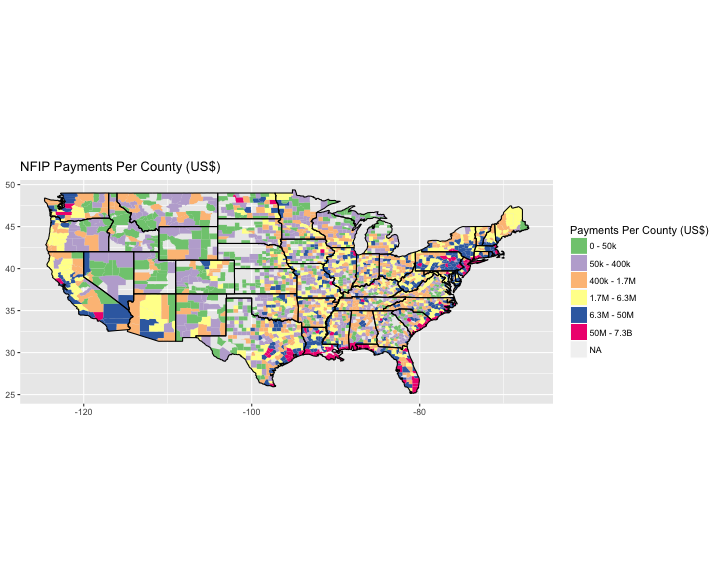 NFIP Payments Per County (US$)
50
45
40
35
30
25
-120
-100
-80
Payments Per County (US$)
0 - 50k
50k - 400k
400k - 1.7M
1.7M - 6.3M
6.3M - 50M
50M - 7.3B
NA